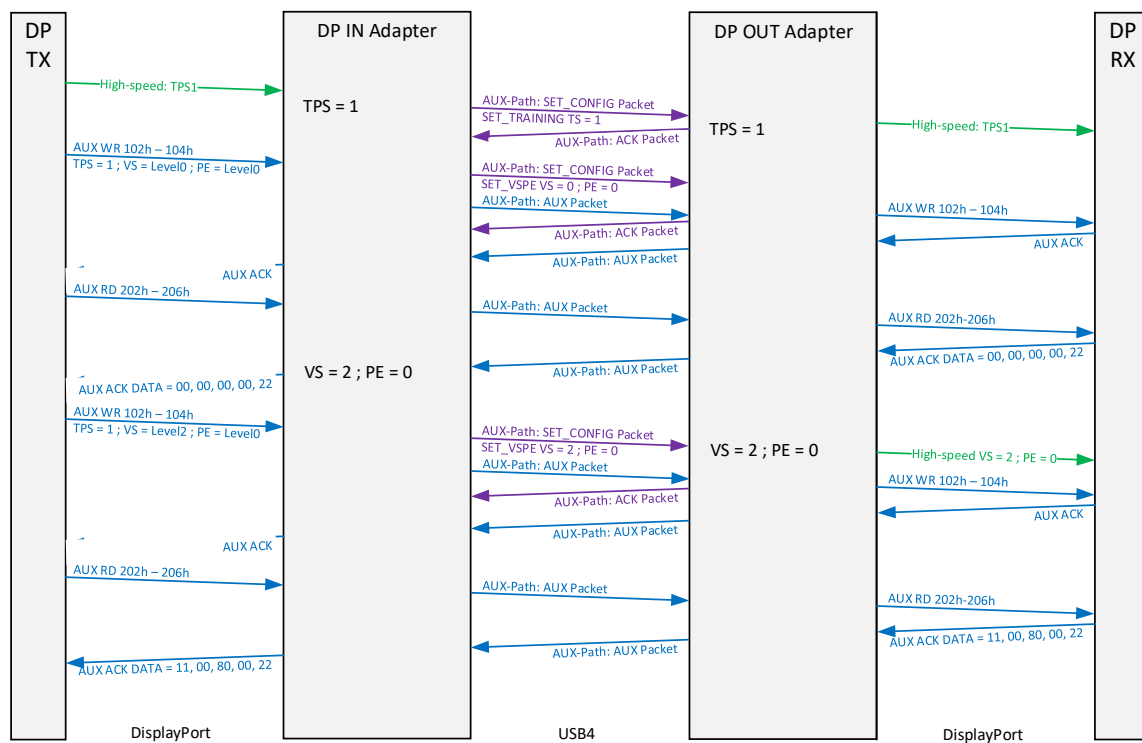 DP
TX
DP IN Adapter
DP OUT Adapter
DP
RX
High-speed: TPS1
TPS = 1
AUX-Path: SET_CONFIG Packet
SET_TRAINING TS = 1
TPS = 1
High-speed: TPS1
AUX-Path: ACK Packet
AUX WR 102h – 104h
TPS = 1 ; VS = Level0 ; PE = Level0
AUX-Path: SET_CONFIG Packet
SET_VSPE VS = 0 ; PE = 0
AUX-Path: AUX Packet
AUX WR 102h – 104h
AUX-Path: ACK Packet
AUX ACK
AUX-Path: AUX Packet
AUX ACK
AUX RD 202h – 206h
AUX-Path: AUX Packet
AUX RD 202h-206h
AUX ACK DATA = 00, 00, 00, 00, 22
AUX-Path: AUX Packet
VS = 2 ; PE = 0
AUX ACK DATA = 00, 00, 00, 00, 22
AUX WR 102h – 104h
TPS = 1 ; VS = Level2 ; PE = Level0
AUX-Path: SET_CONFIG Packet
SET_VSPE VS = 2 ; PE = 0
VS = 2 ; PE = 0
High-speed VS = 2 ; PE = 0
AUX-Path: AUX Packet
AUX WR 102h – 104h
AUX-Path: ACK Packet
AUX ACK
AUX-Path: AUX Packet
AUX ACK
AUX RD 202h – 206h
AUX-Path: AUX Packet
AUX RD 202h-206h
AUX ACK DATA = 11, 00, 80, 00, 22
AUX-Path: AUX Packet
AUX ACK DATA = 11, 00, 80, 00, 22
DisplayPort
USB4
DisplayPort